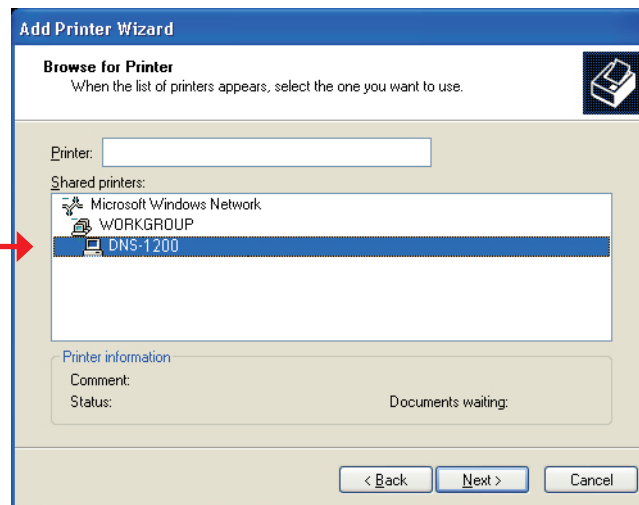 Add Printer Wizard
Browse for Printer
When the list of printers appears, select the one you want to use.
Printer:
Shared printers:
Microsoft Windows Network
WORKGROUP
DNS-1200
Printer information
Comment:
Status: Documents waiting:
< Back Next > Cancel